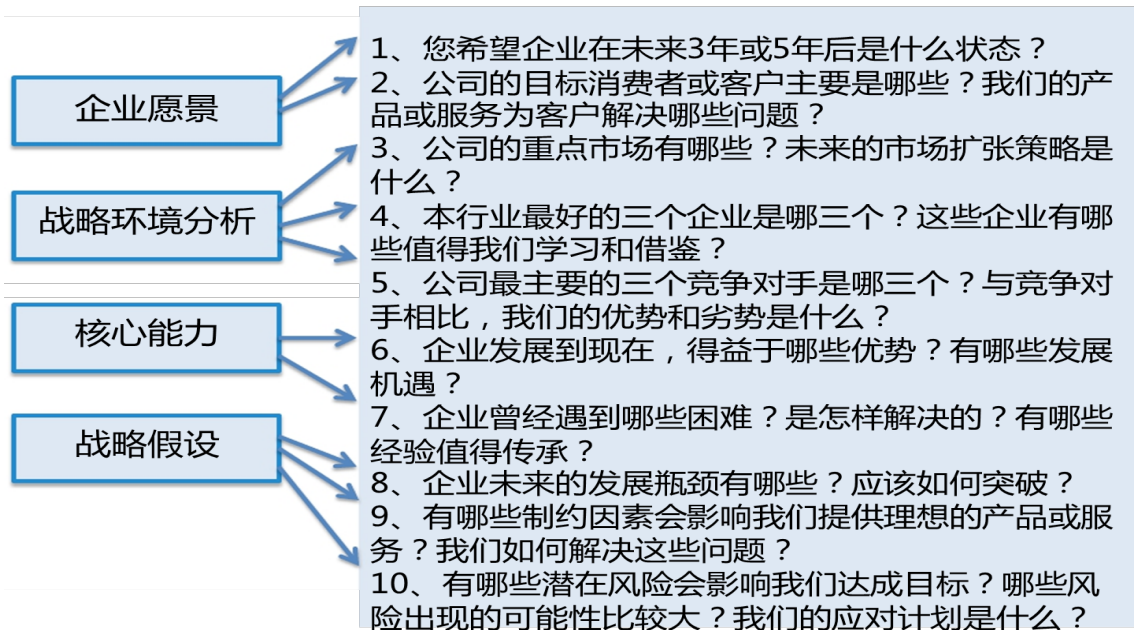 企业愿景
战略环境分析
核心能力
战略假设
1、您希望企业在未来3年或5年后是什么状态？
2、公司的目标消费者或客户主要是哪些？我们的产
品或服务为客户解决哪些问题？
3、公司的重点市场有哪些？未来的市场扩张策略是
什么？
4、本行业最好的三个企业是哪三个？这些企业有哪
些值得我们学习和借鉴？
5、公司最主要的三个竞争对手是哪三个？与竞争对
手相比，我们的优势和劣势是什么？
6、企业发展到现在，得益于哪些优势？有哪些发展
机遇？
7、企业曾经遇到哪些困难？是怎样解决的？有哪些
经验值得传承？
8、企业未来的发展瓶颈有哪些？应该如何突破？
9、有哪些制约因素会影响我们提供理想的产品或服
务？我们如何解决这些问题？
10、有哪些潜在风险会影响我们达成目标？哪些风
险出现的可能性比较大？我们的应对计划是什么？